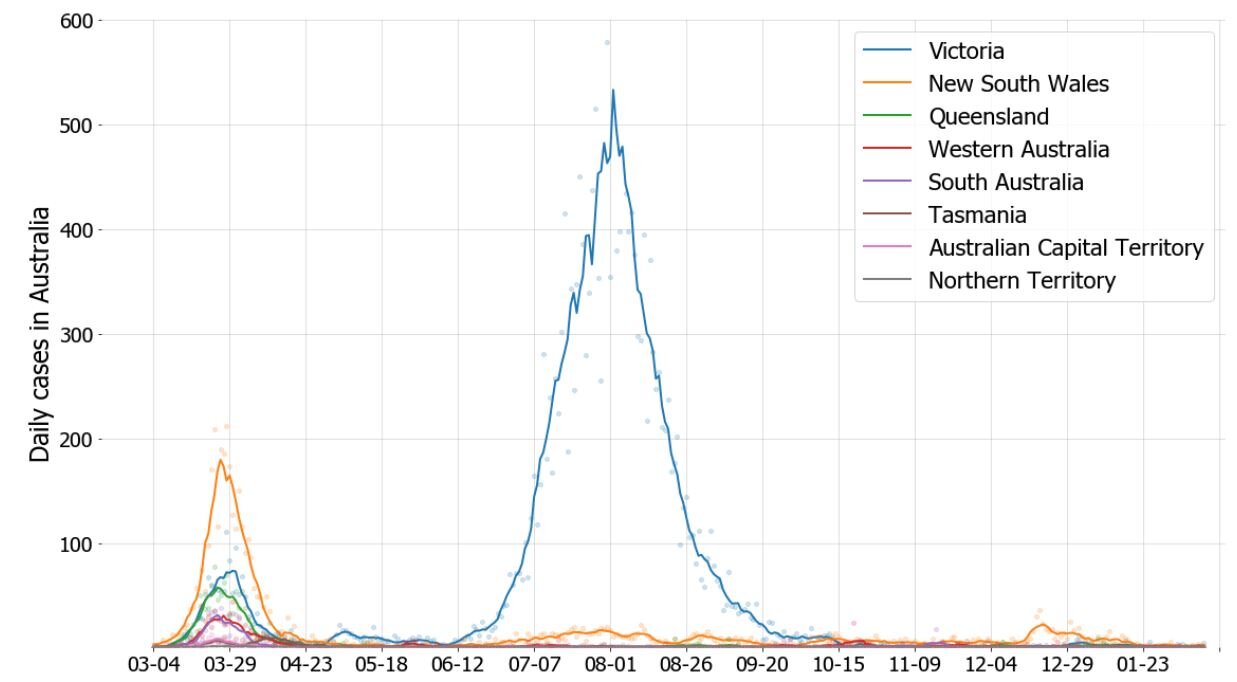 600
500
400
300
200
100
Daily cases in Australia
Victoria
New South Wales
Queensland
Western Australia
South Australia
Tasmania
Australian Capital Territory
Northern Territory
03-04 03-29 04-23 05-18 06-12 07-07 08-01 08-26 09-20 10-15 11-09 12-04 12-29 01-23